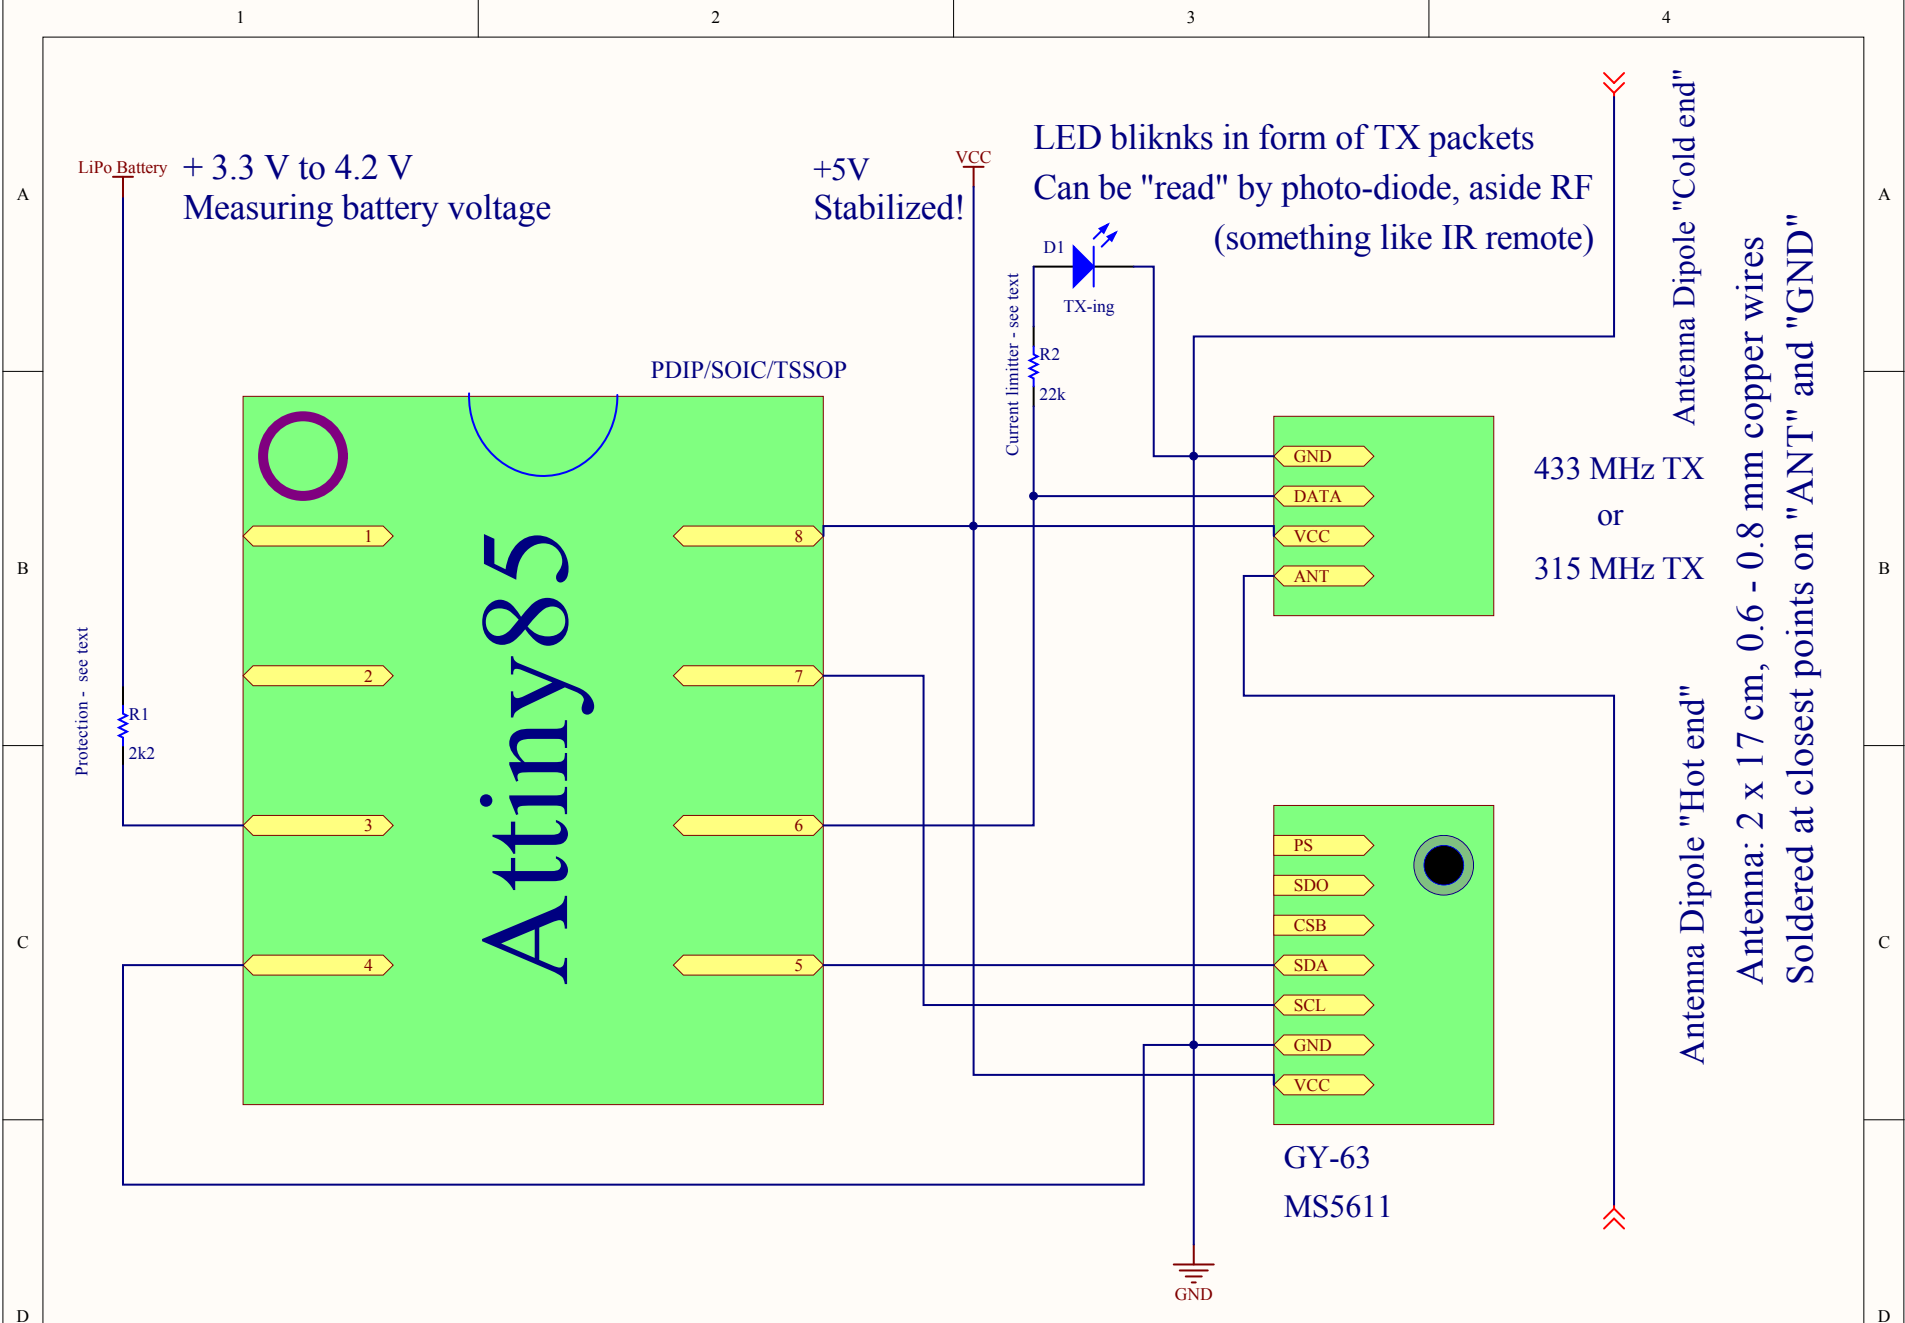 1
2
3
4
A
A
B
B
C
C
D
D
LiPo Battery
+ 3.3 V to 4.2 V
Measuring battery voltage
+5V
Stabilized!
VCC
LED bliknks in form of TX packets
Can be "read" by photo-diode, aside RF
(something like IR remote)
D1
TX-ing
Current limitter - see text
R2
22k
PDIP/SOIC/TSSOP
Attiny85
1
2
3
4
8
7
6
5
Protection - see text
R1
2k2
GND
DATA
VCC
ANT
433 MHz TX
or
315 MHz TX
PS
SDO
CSB
SDA
SCL
GND
VCC
GY-63
MS5611
GND
Antenna Dipole "Cold end"
Antenna Dipole "Hot end"
Antenna: 2 x 17 cm, 0.6 - 0.8 mm copper wires
Soldered at closest points on "ANT" and "GND"